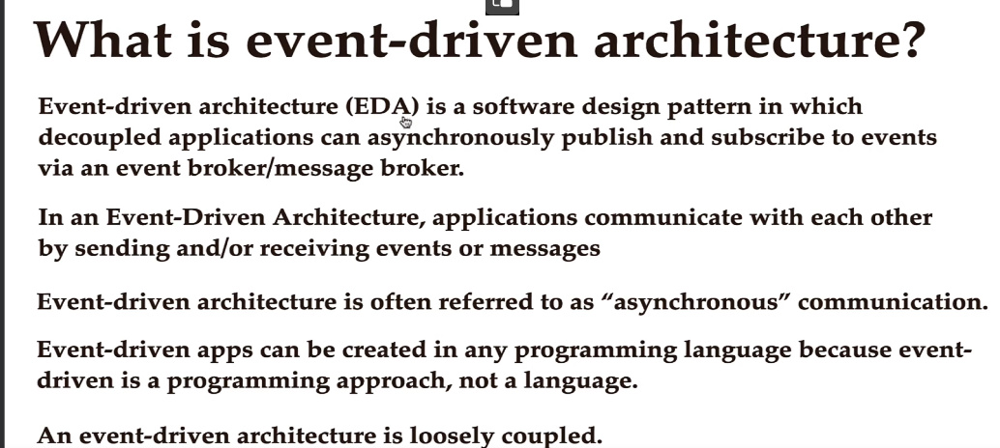 What is event-driven architecture?
Event-driven architecture (EDA) is a software design pattern in which
decoupled applications can asynchronously publish and subscribe to events
via an event broker/message broker.
In an Event-Driven Architecture, applications communicate with each other
by sending and/or receiving events or messages
Event-driven architecture is often referred to as “asynchronous” communication.
Event-driven apps can be created in any programming language because event-
driven is a programming approach, not a language.
An event-driven architecture is loosely coupled.